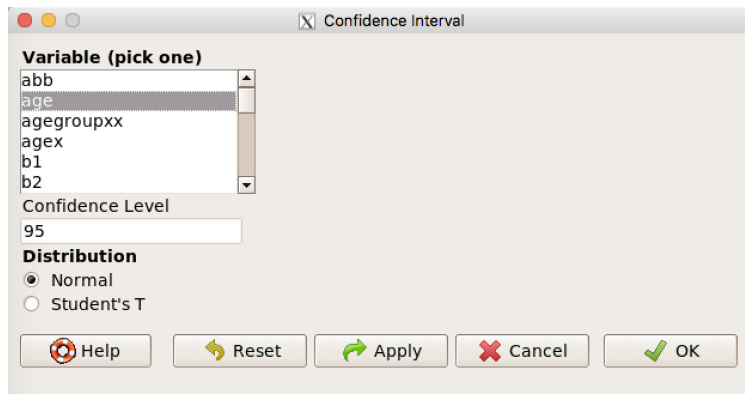 Confidence Interval
Variable (pick one)
abb
age
agegroupxx
agex
b1
b2
Confidence Level
95
Distribution
Normal
Student's T
Help Reset Apply Cancel OK